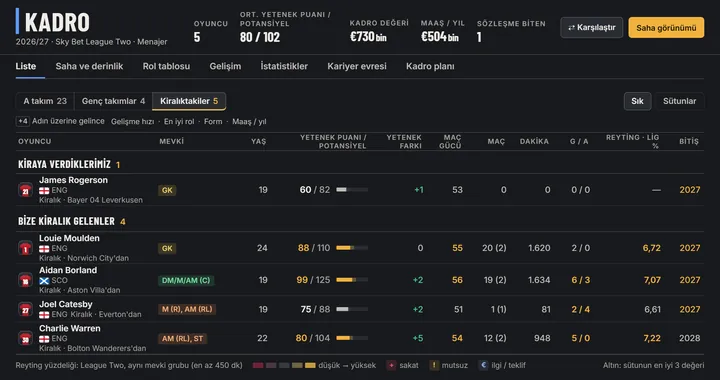 KADRO
2026/27 · Sky Bet League Two · Menajer
OYUNCU
5
ORT. YETENEK PUANI / POTANSİYEL
80 / 102
KADRO DEĞERİ
€730 bin
MAAŞ / YIL
€504 bin
SÖZLEŞME BİTEN
1
⇄ Karşılaştır
Saha görünümü
Liste Saha ve derinlik Rol tablosu Gelişim İstatistikler Kariyer evresi Kadro planı
A takım 23 Genç takımlar 4 Kiralıktakiler 5
Sık Sütunlar
+4 Adın üzerine gelince Gelişme hızı · En iyi rol · Form · Maaş / yıl
OYUNCU MEVKİ YAŞ YETENEK PUANI / POTANSİYEL YETENEK FARKI MAÇ GÜCÜ MAÇ DAKİKA G / A REYTİNG · LİG % BİTİŞ
KİRAYA VERDİKLERİMİZ 1
21 James Rogerson
ENG
Kiralık · Bayer 04 Leverkusen
GK 19 60 / 82 +1 53 0 0 0 / 0 — 2027
BİZE KİRALIK GELENLER 4
1 Louie Moulden
ENG
Kiralık · Norwich City'dan
GK 24 88 / 110 0 55 20 (2) 1.620 2 / 0 6,72 2027
16 Aidan Borland
SCO
Kiralık · Aston Villa'dan
DM/M/AM (C) 19 99 / 125 +2 56 19 (2) 1.634 6 / 3 7,07 2027
27 Joel Catesby
ENG Kiralık · Everton'dan
M (R), AM (RL) 19 75 / 88 +2 51 1 (1) 81 2 / 4 6,61 2027
30 Charlie Warren
ENG
Kiralık · Bolton Wanderers'dan
AM (RL), ST 22 80 / 104 +5 54 12 (2) 948 5 / 0 7,22 2028
Reyting yüzdeliği: League Two, aynı mevki grubu (en az 450 dk) düşük → yüksek + sakat ! mutsuz € ilgi / teklif Altın: sütunun en iyi 3 değeri